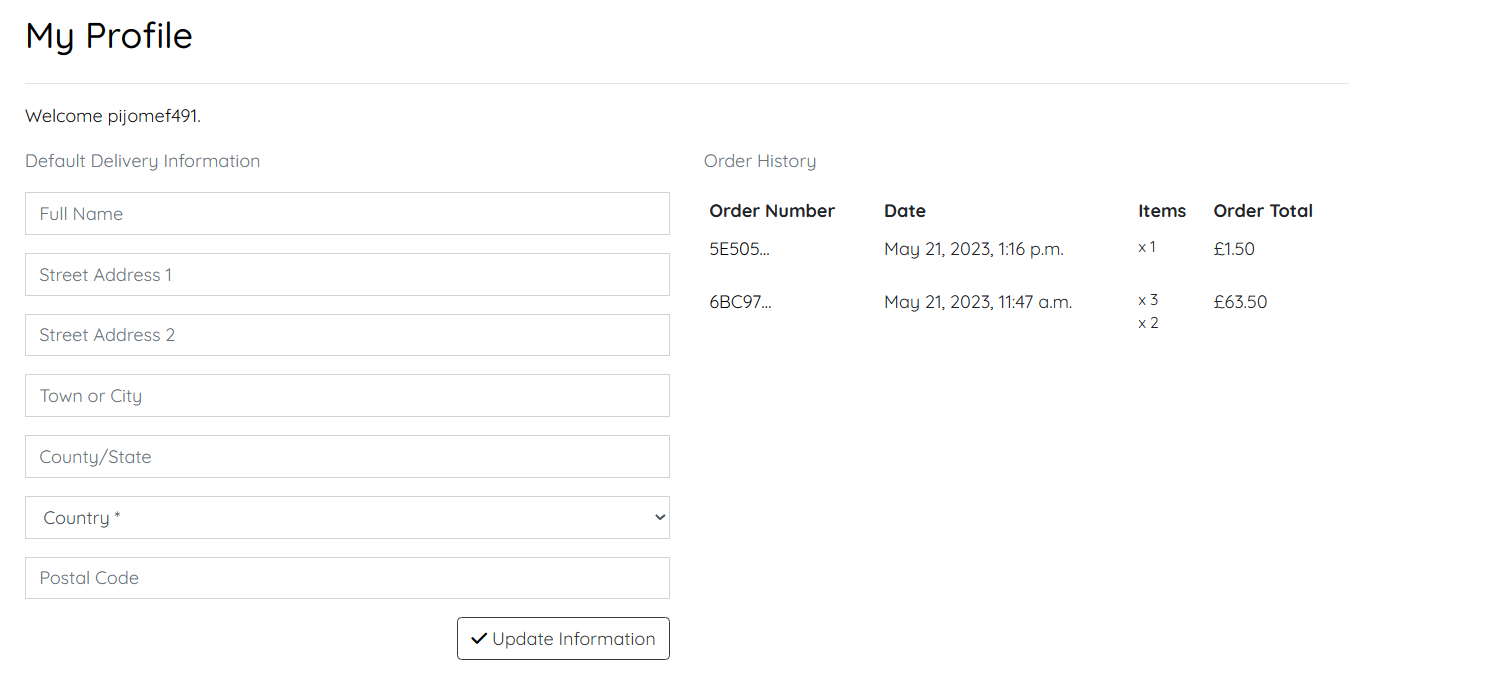 My Profile
Welcome pijomef491.
Default Delivery Information
Full Name
Street Address 1
Street Address 2
Town or City
County/State
Country *
Postal Code
Update Information
Order History
Order Number Date Items Order Total
5E505... May 21, 2023, 1:16 p.m. x 1 £1.50
6BC97... May 21, 2023, 11:47 a.m. x 3 £63.50
x 2